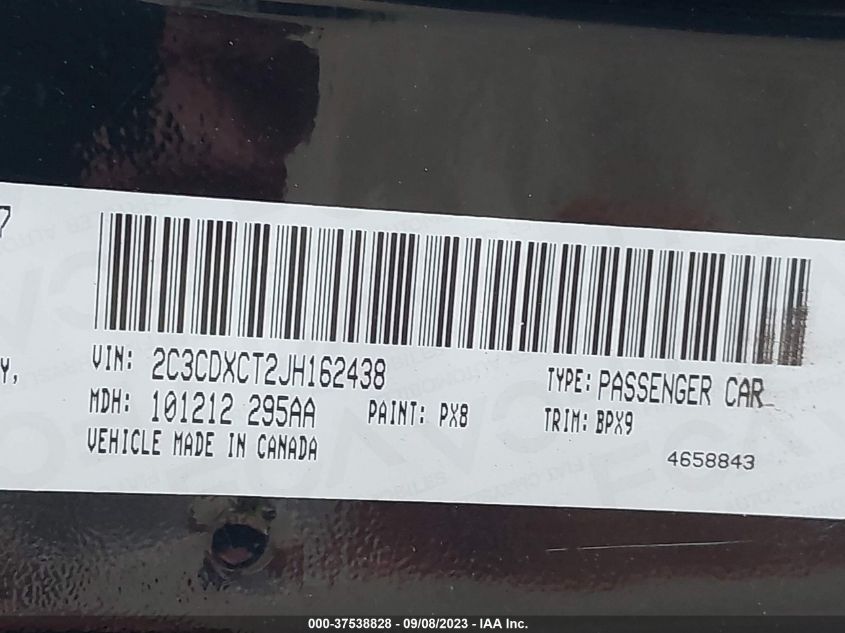 7
VIN: 2C3CDXCT2JH162438 TYPE: PASSENGER CAR
Y,
MDH: 101212 295AA PAINT: PX8 TRIM: BPX9
VEHICLE MADE IN CANADA
4658843
000-37538828 - 09/08/2023 - IAA Inc.